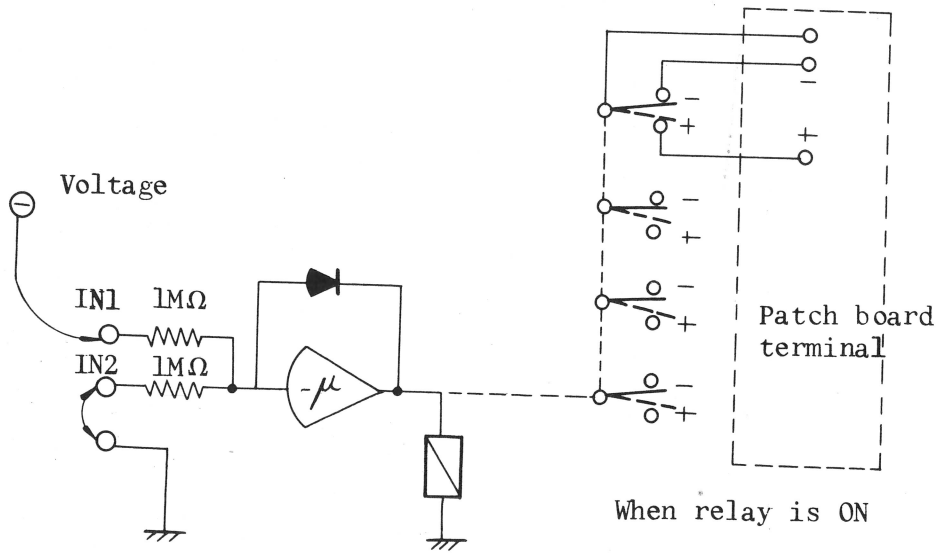 Voltage
IN1 1MΩ
IN2 1MΩ
-μ
−
−
+
−
+
−
+
−
+
−
+
Patch board
terminal
When relay is ON